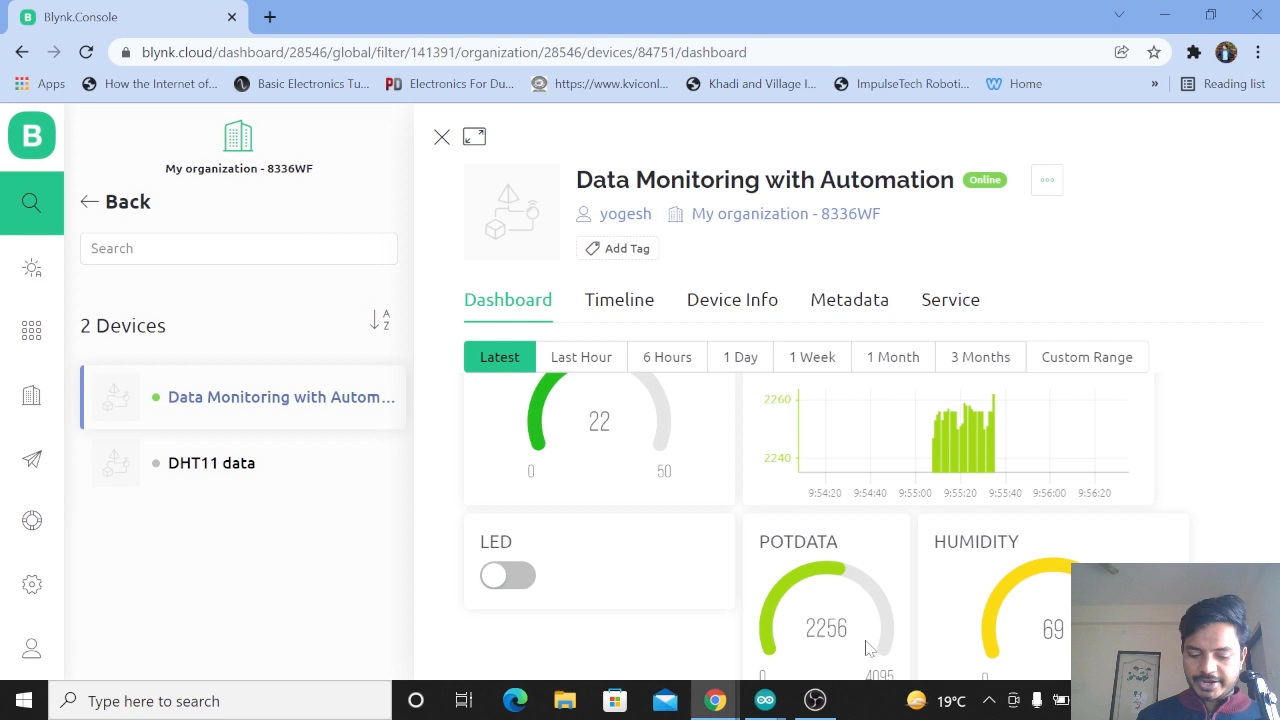 Blynk.Console
blynk.cloud/dashboard/28546/global/filter/141391/organization/28546/devices/84751/dashboard
Apps
How the Internet of...
Basic Electronics Tu...
PD
Electronics For Du...
https://www.kviconl...
Khadi and Village I...
ImpulseTech Roboti...
Home
»
Reading list
B
My organization - 8336WF
Back
Search
2 Devices
A
Z
Data Monitoring with Autom...
DHT11 data
Data Monitoring with Automation
Online
yogesh
My organization - 8336WF
Add Tag
Dashboard
Timeline
Device Info
Metadata
Service
Latest
Last Hour
6 Hours
1 Day
1 Week
1 Month
3 Months
Custom Range
22
0
50
2260
2240
9:54:20
9:54:40
9:55:00
9:55:20
9:55:40
9:56:00
9:56:20
LED
POTDATA
2256
0
4095
HUMIDITY
69
0
Type here to search
19°C